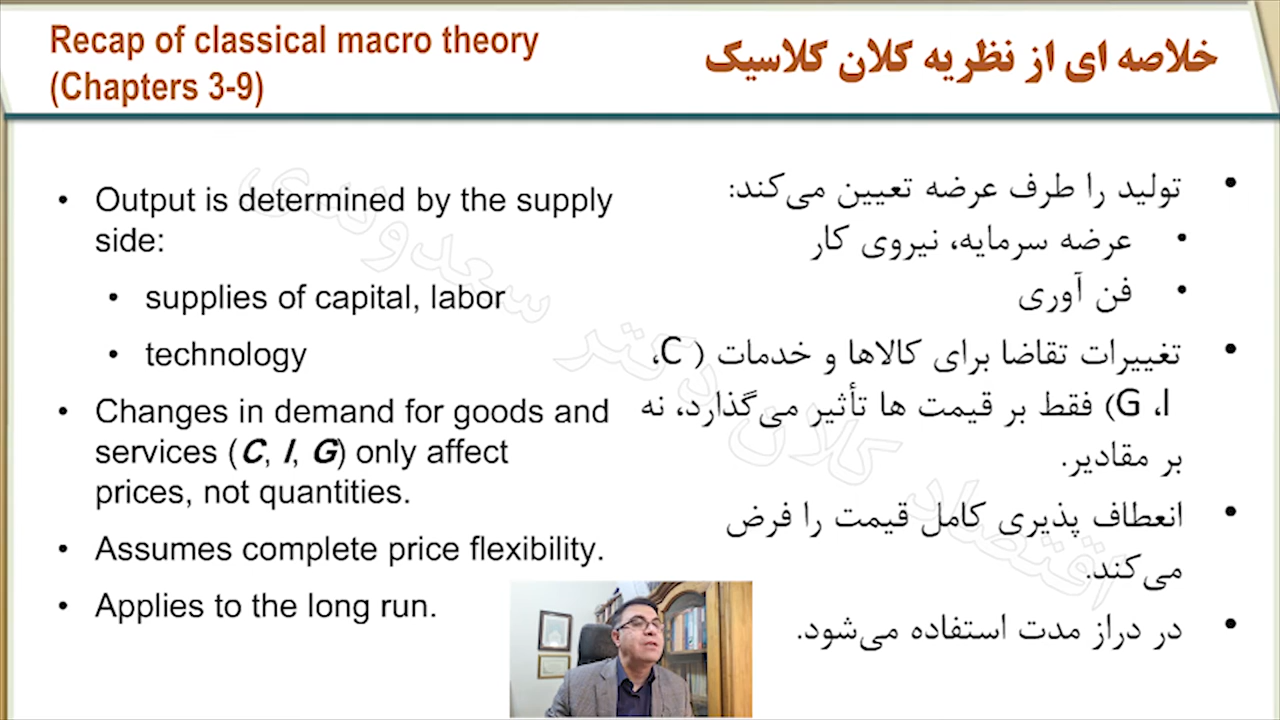 Recap of classical macro theory
(Chapters 3-9)
خلاصه ای از نظریه کلان کلاسیک
• Output is determined by the supply
side:
• supplies of capital, labor
• technology
• Changes in demand for goods and
services (C, I, G) only affect
prices, not quantities.
• Assumes complete price flexibility.
• Applies to the long run.
• تولید را طرف عرضه تعیین می‌کند:
• عرضه سرمایه، نیروی کار
• فن آوری
• تغییرات تقاضا برای کالاها و خدمات ( C،
I، G) فقط بر قیمت ها تأثیر می‌گذارد، نه
بر مقادیر.
• انعطاف پذیری کامل قیمت را فرض
می‌کند.
• در دراز مدت استفاده می‌شود.
اقتصاد کلان دکتر سعدوندی